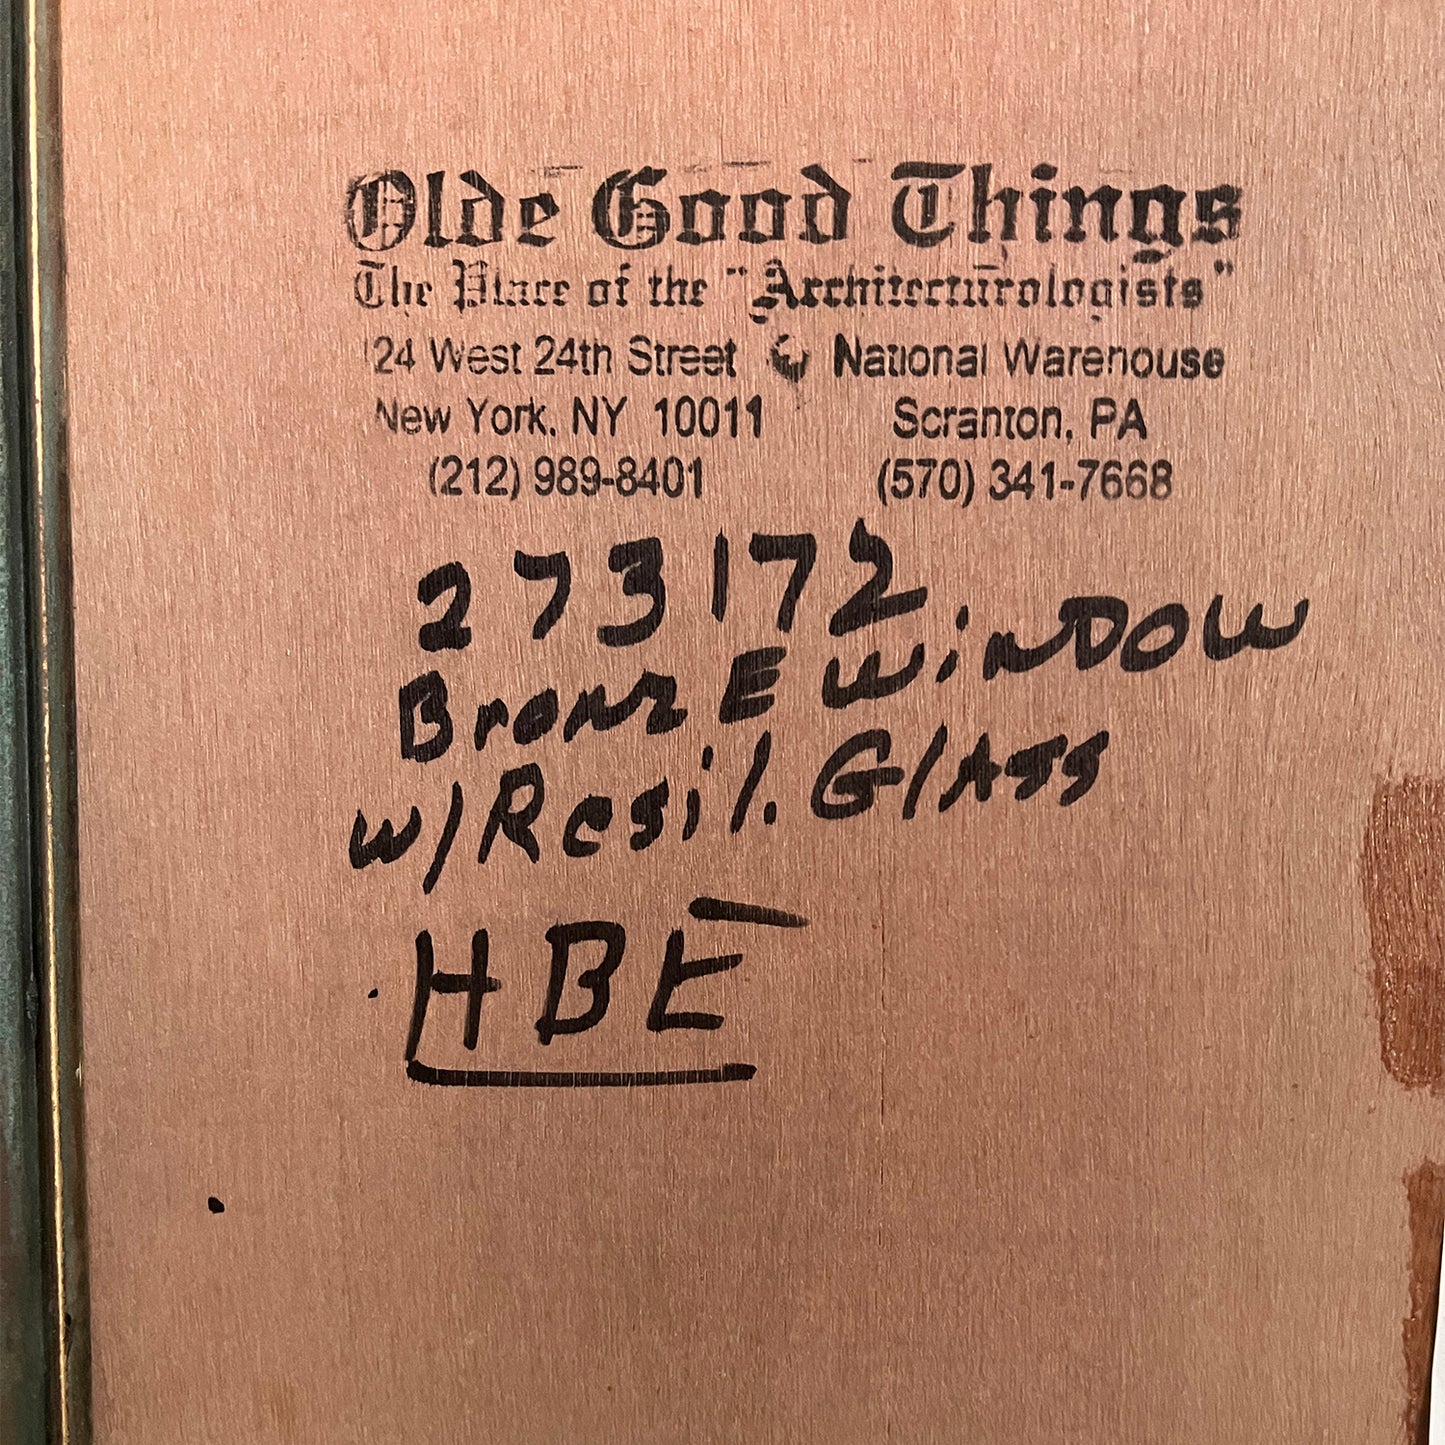 Olde Good Things
The Place of the "Architecturologists"
124 West 24th Street National Warehouse
New York, NY 10011 Scranton, PA
(212) 989-8401 (570) 341-7668
273172
BronzE WiNDOW
w/Resil. GlAss
HBE